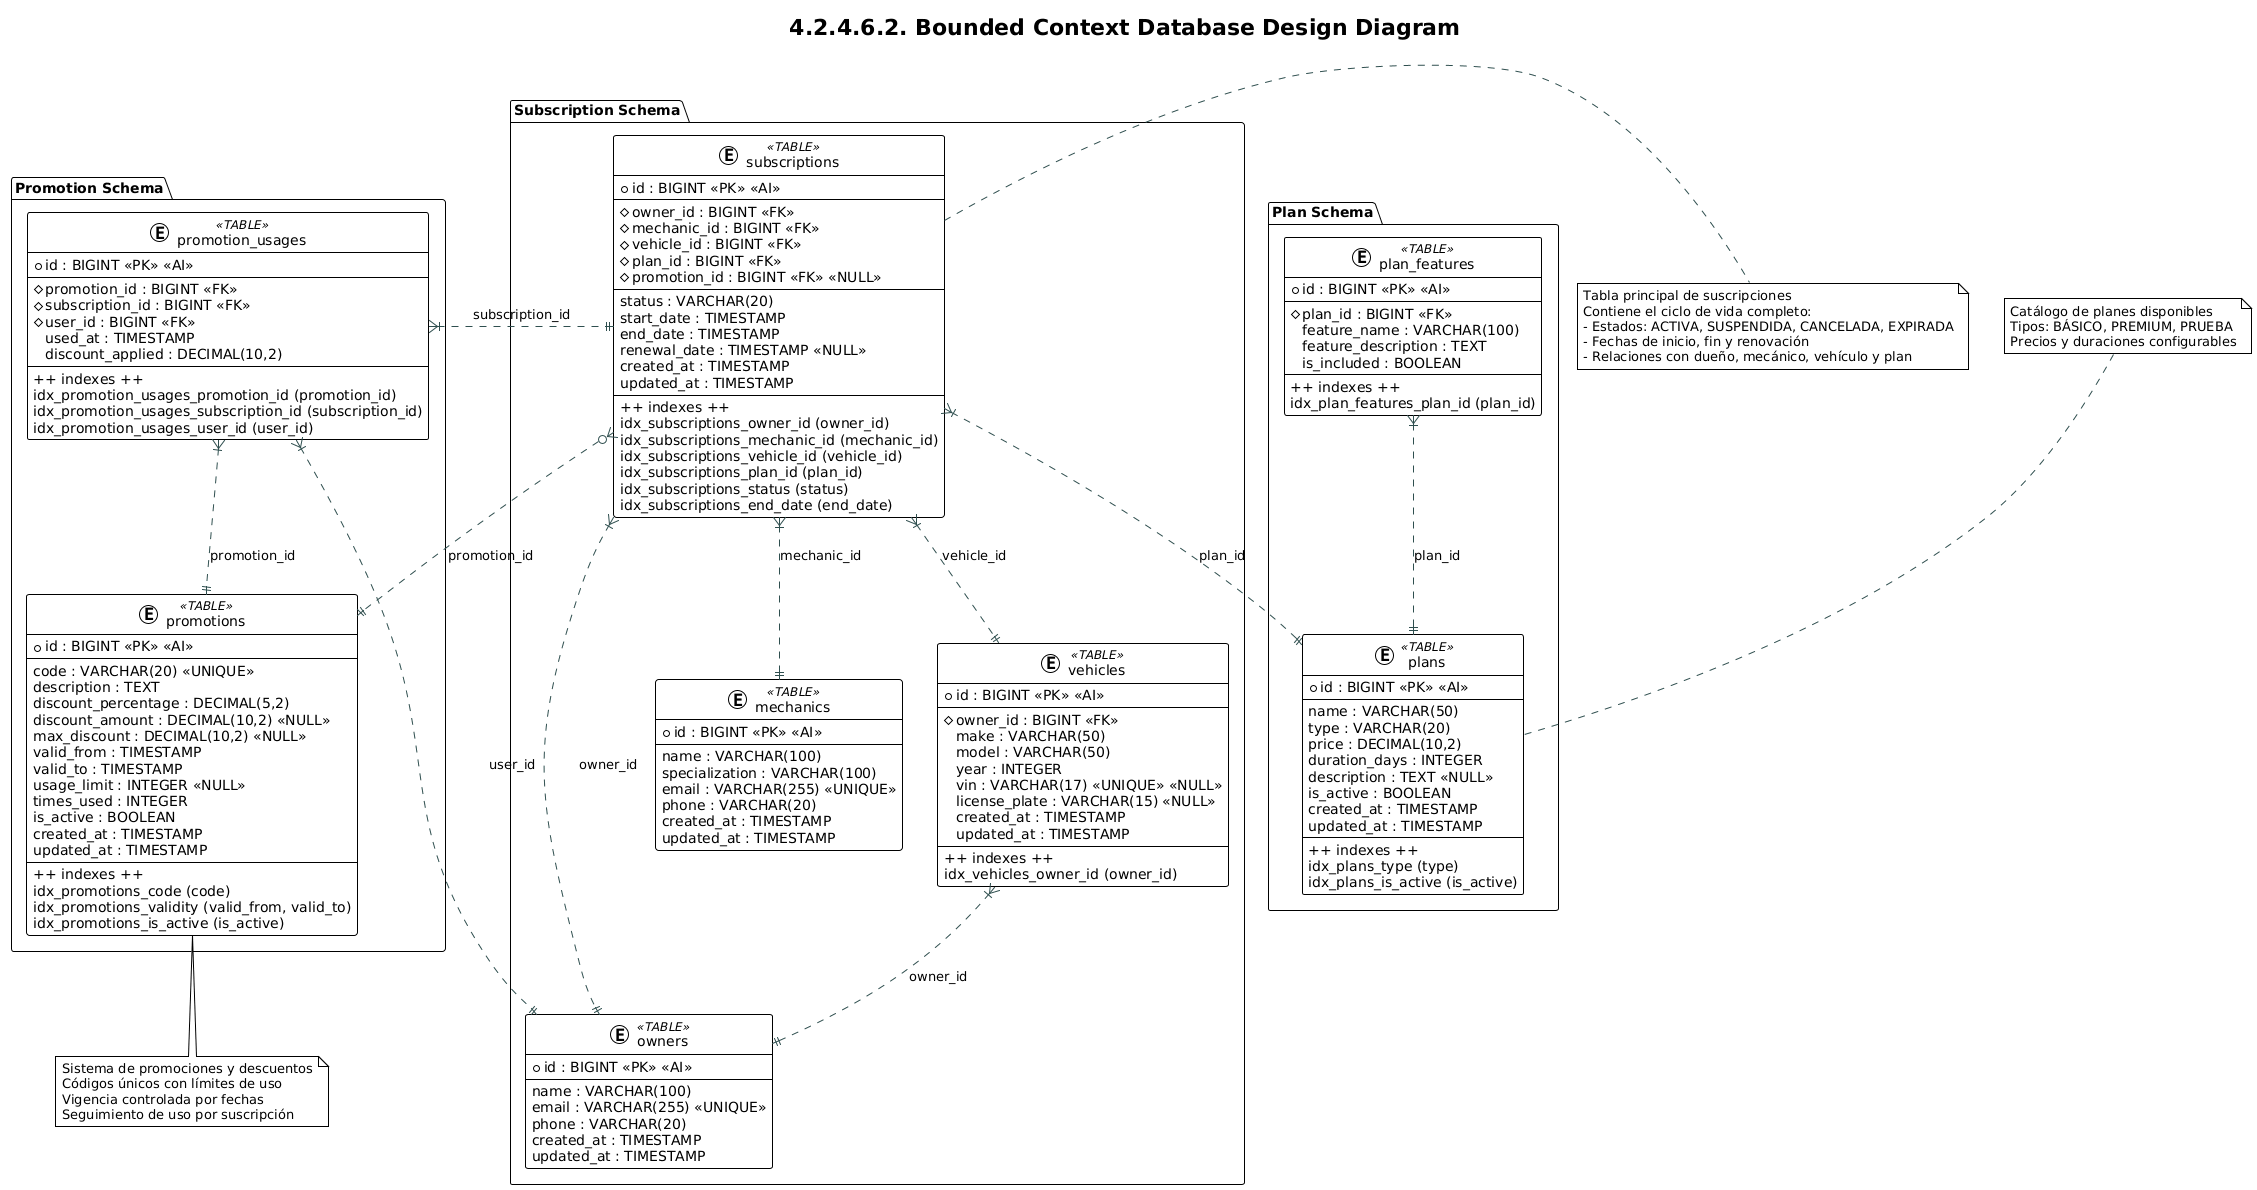 4.2.4.6.2. Bounded Context Database Design Diagram
Promotion Schema
«TABLE»
E
promotion_usages
id : BIGINT «PK» «AI»
promotion_id : BIGINT «FK»
subscription_id : BIGINT «FK»
user_id : BIGINT «FK»
used_at : TIMESTAMP
discount_applied : DECIMAL(10,2)
++ indexes ++
idx_promotion_usages_promotion_id (promotion_id)
idx_promotion_usages_subscription_id (subscription_id)
idx_promotion_usages_user_id (user_id)
promotion_id
«TABLE»
E
promotions
id : BIGINT «PK» «AI»
code : VARCHAR(20) «UNIQUE»
description : TEXT
discount_percentage : DECIMAL(5,2)
discount_amount : DECIMAL(10,2) «NULL»
max_discount : DECIMAL(10,2) «NULL»
valid_from : TIMESTAMP
valid_to : TIMESTAMP
usage_limit : INTEGER «NULL»
times_used : INTEGER
is_active : BOOLEAN
created_at : TIMESTAMP
updated_at : TIMESTAMP
++ indexes ++
idx_promotions_code (code)
idx_promotions_validity (valid_from, valid_to)
idx_promotions_is_active (is_active)
Sistema de promociones y descuentos
Códigos únicos con límites de uso
Vigencia controlada por fechas
Seguimiento de uso por suscripción
subscription_id
promotion_id
user_id
Subscription Schema
«TABLE»
E
subscriptions
id : BIGINT «PK» «AI»
owner_id : BIGINT «FK»
mechanic_id : BIGINT «FK»
vehicle_id : BIGINT «FK»
plan_id : BIGINT «FK»
promotion_id : BIGINT «FK» «NULL»
status : VARCHAR(20)
start_date : TIMESTAMP
end_date : TIMESTAMP
renewal_date : TIMESTAMP «NULL»
created_at : TIMESTAMP
updated_at : TIMESTAMP
++ indexes ++
idx_subscriptions_owner_id (owner_id)
idx_subscriptions_mechanic_id (mechanic_id)
idx_subscriptions_vehicle_id (vehicle_id)
idx_subscriptions_plan_id (plan_id)
idx_subscriptions_status (status)
idx_subscriptions_end_date (end_date)
mechanic_id
vehicle_id
plan_id
owner_id
«TABLE»
E
mechanics
id : BIGINT «PK» «AI»
name : VARCHAR(100)
specialization : VARCHAR(100)
email : VARCHAR(255) «UNIQUE»
phone : VARCHAR(20)
created_at : TIMESTAMP
updated_at : TIMESTAMP
«TABLE»
E
vehicles
id : BIGINT «PK» «AI»
owner_id : BIGINT «FK»
make : VARCHAR(50)
model : VARCHAR(50)
year : INTEGER
vin : VARCHAR(17) «UNIQUE» «NULL»
license_plate : VARCHAR(15) «NULL»
created_at : TIMESTAMP
updated_at : TIMESTAMP
++ indexes ++
idx_vehicles_owner_id (owner_id)
owner_id
«TABLE»
E
owners
id : BIGINT «PK» «AI»
name : VARCHAR(100)
email : VARCHAR(255) «UNIQUE»
phone : VARCHAR(20)
created_at : TIMESTAMP
updated_at : TIMESTAMP
Plan Schema
«TABLE»
E
plan_features
id : BIGINT «PK» «AI»
plan_id : BIGINT «FK»
feature_name : VARCHAR(100)
feature_description : TEXT
is_included : BOOLEAN
++ indexes ++
idx_plan_features_plan_id (plan_id)
plan_id
«TABLE»
E
plans
id : BIGINT «PK» «AI»
name : VARCHAR(50)
type : VARCHAR(20)
price : DECIMAL(10,2)
duration_days : INTEGER
description : TEXT «NULL»
is_active : BOOLEAN
created_at : TIMESTAMP
updated_at : TIMESTAMP
++ indexes ++
idx_plans_type (type)
idx_plans_is_active (is_active)
Tabla principal de suscripciones
Contiene el ciclo de vida completo:
- Estados: ACTIVA, SUSPENDIDA, CANCELADA, EXPIRADA
- Fechas de inicio, fin y renovación
- Relaciones con dueño, mecánico, vehículo y plan
Catálogo de planes disponibles
Tipos: BÁSICO, PREMIUM, PRUEBA
Precios y duraciones configurables